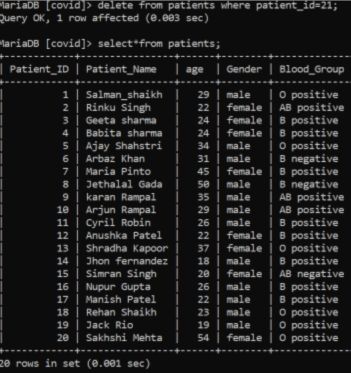 MariaDB [covid]> delete from patients where patient_id=21;
Query OK, 1 row affected (0.003 sec)
MariaDB [covid]> select*from patients;
| Patient_ID | Patient_Name | age | Gender | Blood_Group
| 1 | Salman_shaikh | 29 | male | O positive
| 2 | Rinku Singh | 22 | female | AB positive
| 3 | Geeta sharma | 24 | female | B positive
| 4 | Babita sharma | 24 | female | B positive
| 5 | Ajay Shahstri | 34 | male | O positive
| 6 | Arbaz Khan | 31 | male | B negative
| 7 | Maria Pinto | 45 | female | B positive
| 8 | Jethalal Gada | 50 | male | B negative
| 9 | karan Rampal | 35 | male | AB positive
| 10 | Arjun Rampal | 29 | male | AB positive
| 11 | Cyril Robin | 26 | male | B positive
| 12 | Anushka Patel | 22 | female | B positive
| 13 | Shradha Kapoor | 37 | female | O positive
| 14 | Jhon fernandez | 18 | male | B positive
| 15 | Simran Singh | 20 | female | AB negative
| 16 | Nupur Gupta | 26 | male | B positive
| 17 | Manish Patel | 22 | male | B positive
| 18 | Rehan Shaikh | 23 | male | O positive
| 19 | Jack Rio | 19 | male | O positive
| 20 | Sakhshi Mehta | 54 | female | O positive
20 rows in set (0.001 sec)